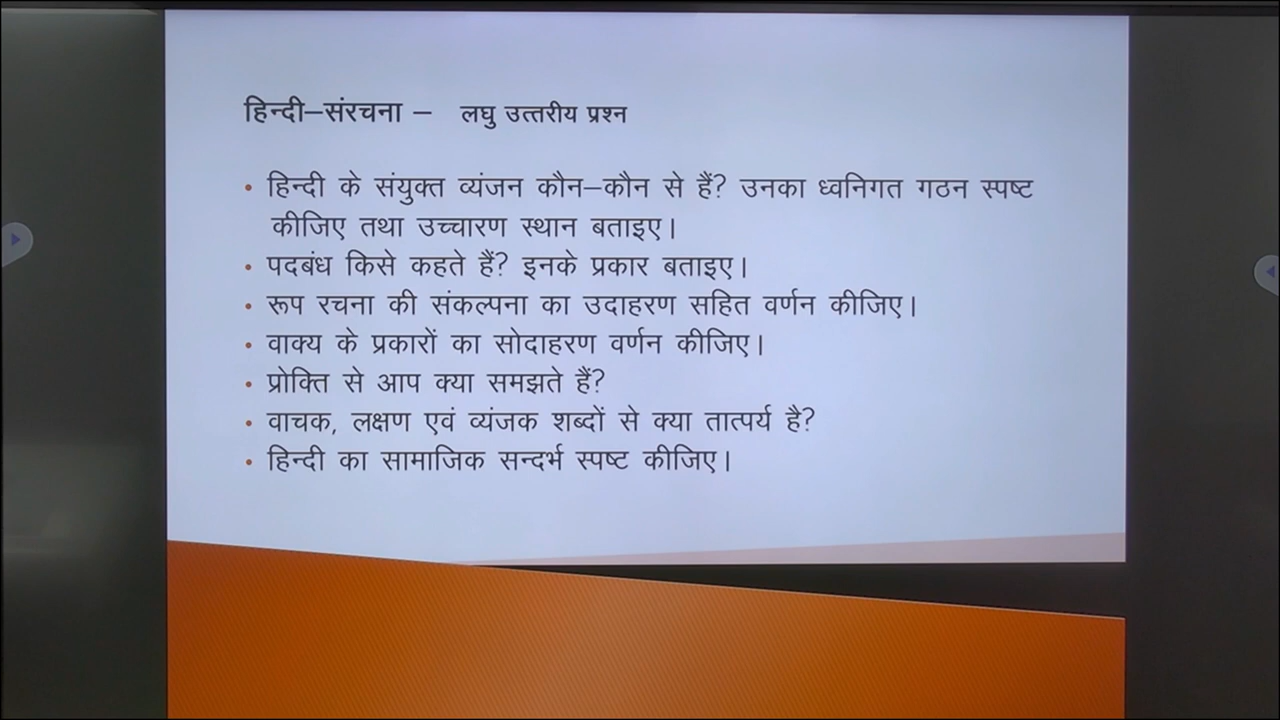 हिन्दी–संरचना – लघु उत्तरीय प्रश्न
• हिन्दी के संयुक्त व्यंजन कौन–कौन से हैं? उनका ध्वनिगत गठन स्पष्ट
कीजिए तथा उच्चारण स्थान बताइए।
• पदबंध किसे कहते हैं? इनके प्रकार बताइए।
• रूप रचना की संकल्पना का उदाहरण सहित वर्णन कीजिए।
• वाक्य के प्रकारों का सोदाहरण वर्णन कीजिए।
• प्रोक्ति से आप क्या समझते हैं?
• वाचक, लक्षण एवं व्यंजक शब्दों से क्या तात्पर्य है?
• हिन्दी का सामाजिक सन्दर्भ स्पष्ट कीजिए।